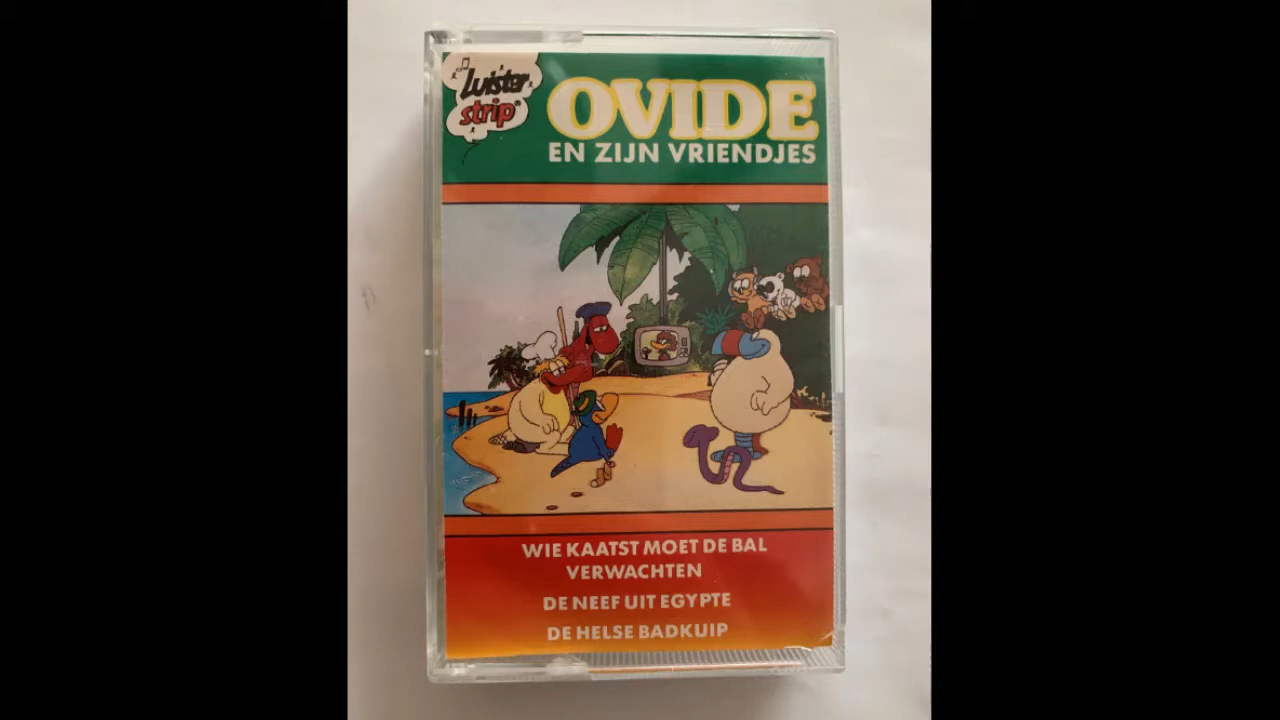 Luister
strip®
OVIDE
EN ZIJN VRIENDJES
WIE KAATST MOET DE BAL
VERWACHTEN
DE NEEF UIT EGYPTE
DE HELSE BADKUIP